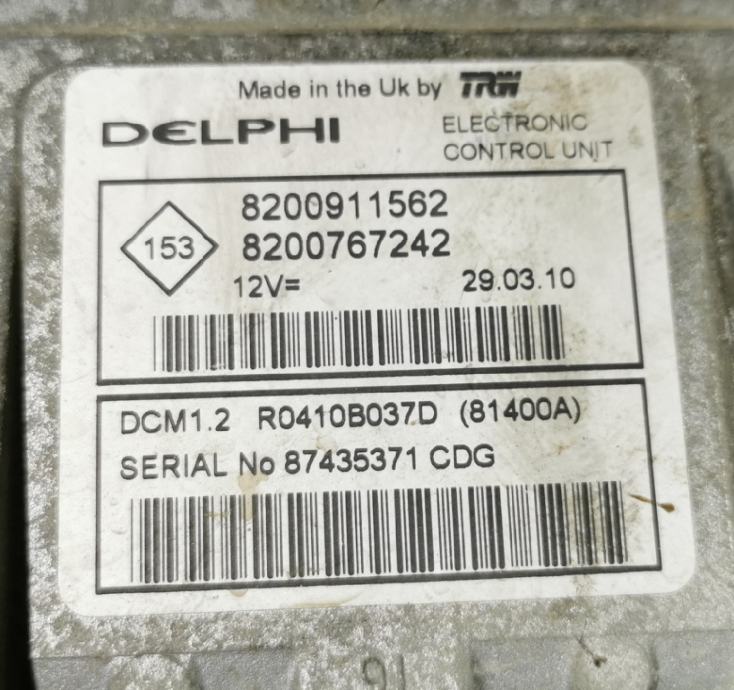 Made in the Uk by TRW
DELPHI
ELECTRONIC
CONTROL UNIT
153
8200911562
8200767242
12V=
29.03.10
DCM1.2 R0410B037D (81400A)
SERIAL No 87435371 CDG